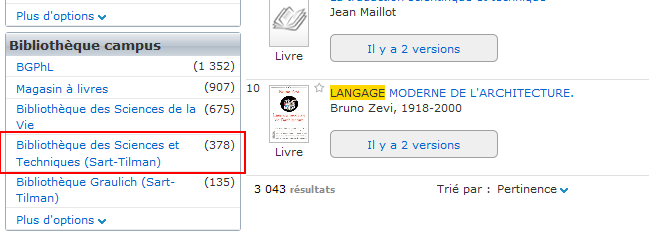 Plus d'options
Bibliothèque campus
BGPhL (1 352)
Magasin à livres (907)
Bibliothèque des Sciences de la (675)
Vie
Bibliothèque des Sciences et (378)
Techniques (Sart-Tilman)
Bibliothèque Graulich (Sart- (135)
Tilman)
Plus d'options
Jean Maillot
Livre
Il y a 2 versions
10
LANGAGE MODERNE DE L'ARCHITECTURE.
Bruno Zevi, 1918-2000
Livre
Il y a 2 versions
3 043 résultats Trié par : Pertinence